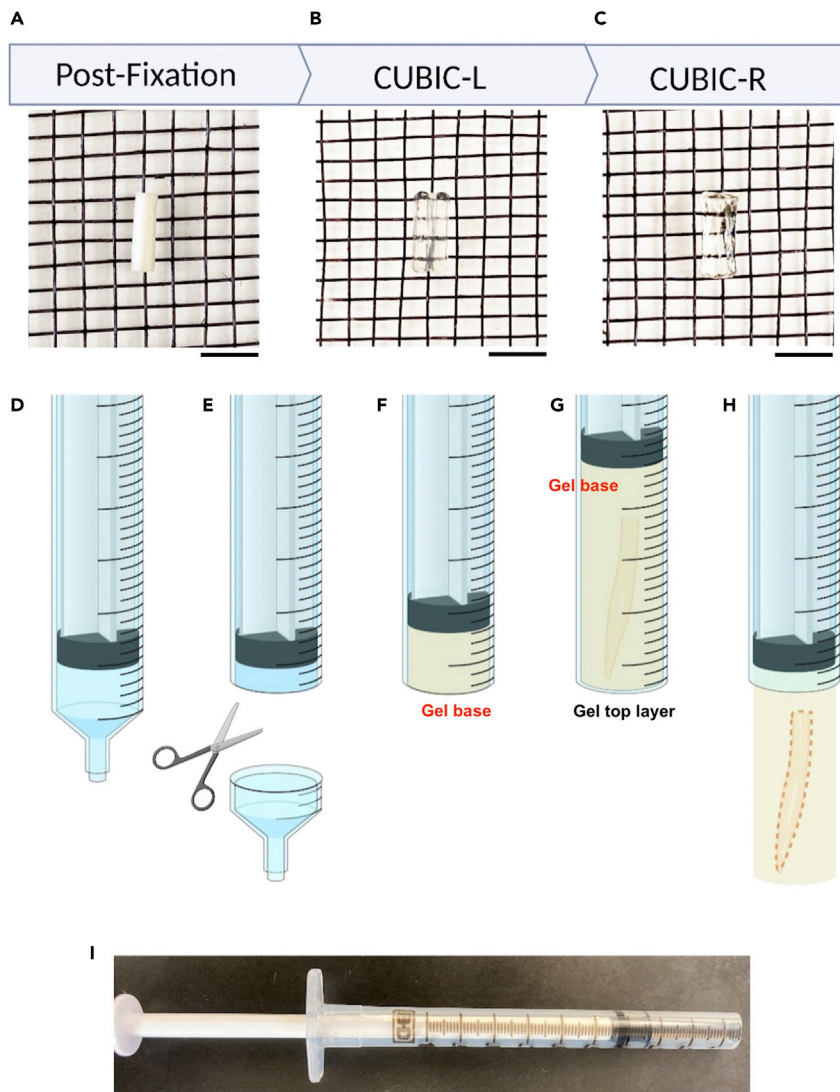 A
B
C
Post-Fixation
CUBIC-L
CUBIC-R
D
E
F
G
H
Gel base
Gel base
Gel top layer
I